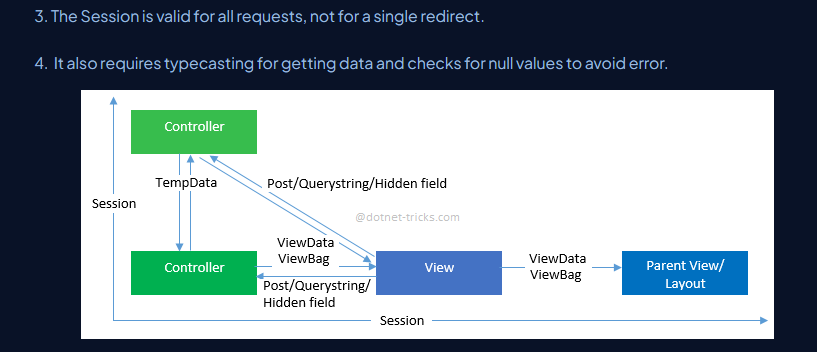 3. The Session is valid for all requests, not for a single redirect.
4. It also requires typecasting for getting data and checks for null values to avoid error.
Controller
TempData
Post/Querystring/Hidden field
Session
@dotnet-tricks.com
ViewData
ViewBag
Controller
View
ViewData
ViewBag
Parent View/
Layout
Post/Querystring/
Hidden field
Session